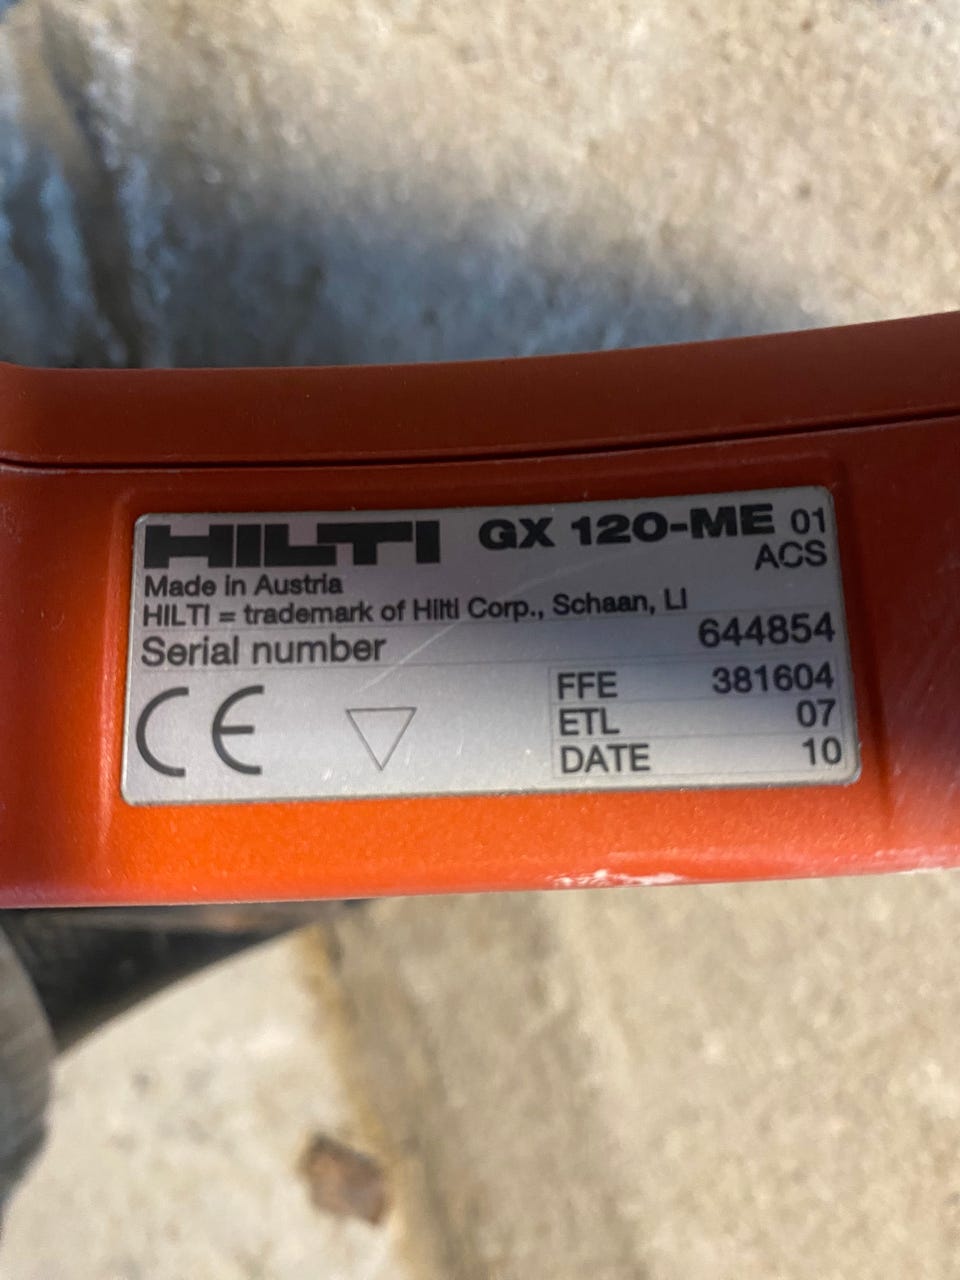 HILTI GX 120-ME 01
ACS
Made in Austria
HILTI = trademark of Hilti Corp., Schaan, LI
Serial number 644854
CE
FFE 381604
ETL 07
DATE 10